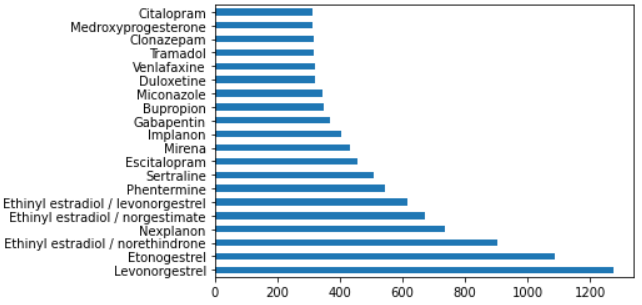 Citalopram
Medroxyprogesterone
Clonazepam
Tramadol
Venlafaxine
Duloxetine
Miconazole
Bupropion
Gabapentin
Implanon
Mirena
Escitalopram
Sertraline
Phentermine
Ethinyl estradiol / levonorgestrel
Ethinyl estradiol / norgestimate
Nexplanon
Ethinyl estradiol / norethindrone
Etonogestrel
Levonorgestrel
0 200 400 600 800 1000 1200